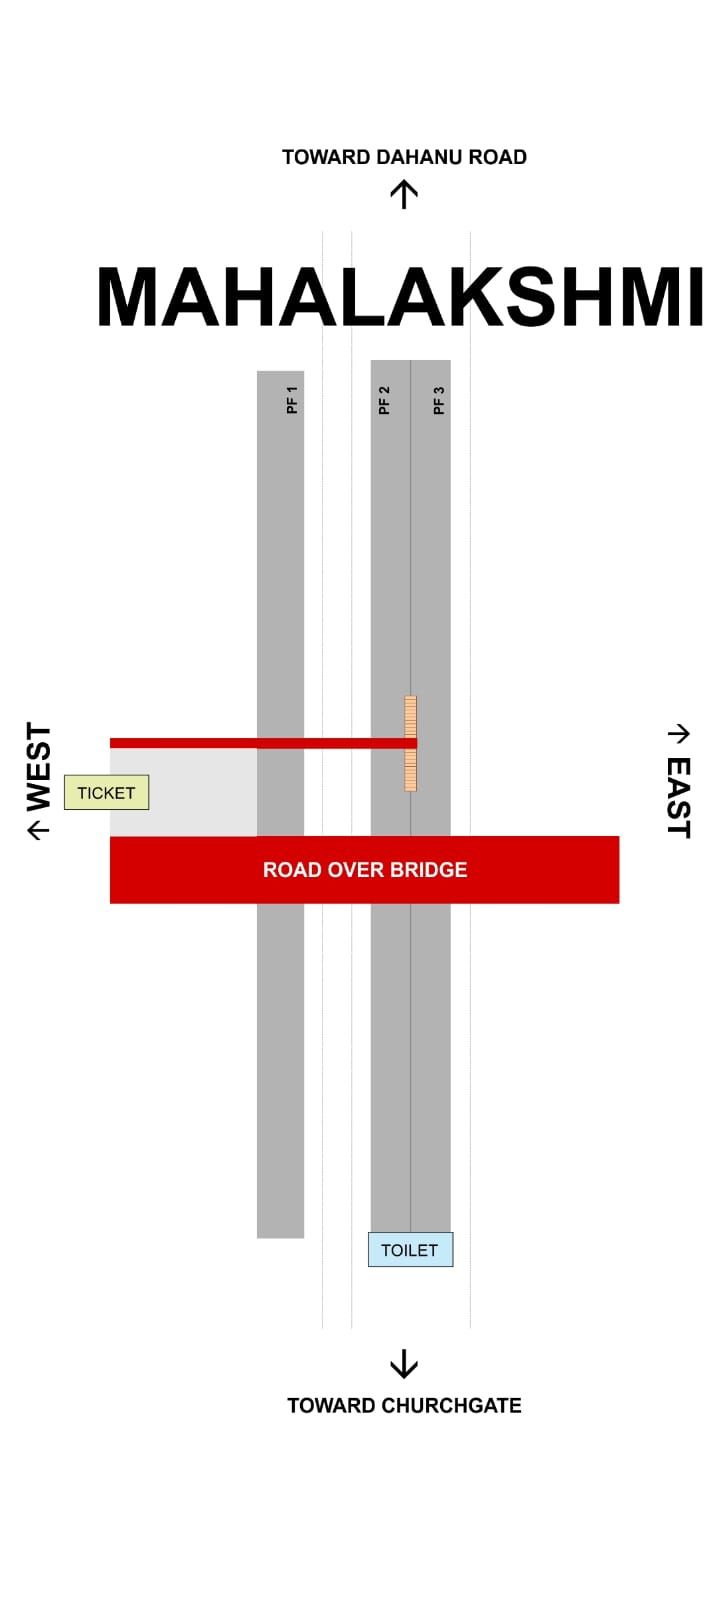 TOWARD DAHANU ROAD
↑
MAHALAKSHMI
PF 1
PF 2
PF 3
← WEST
→ EAST
TICKET
ROAD OVER BRIDGE
TOILET
↓
TOWARD CHURCHGATE